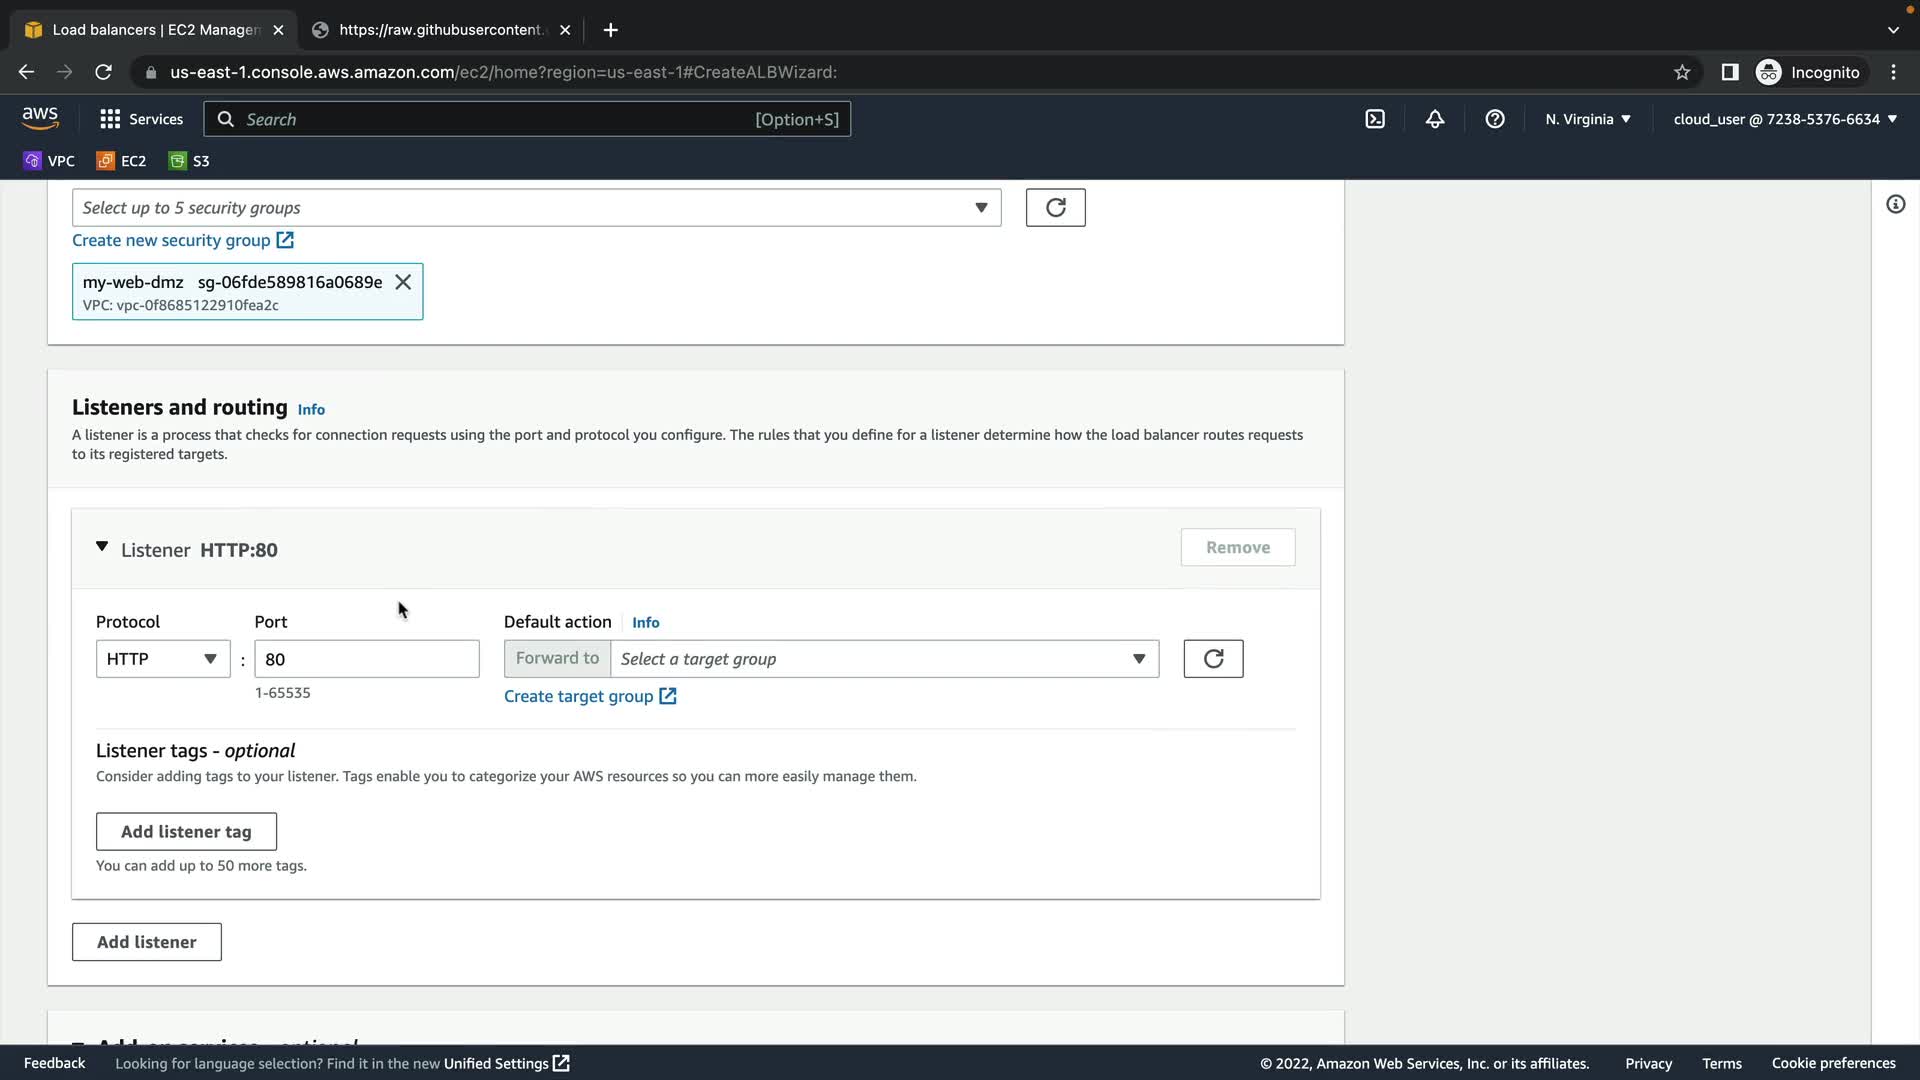 Load balancers | EC2 Manager
https://raw.githubusercontent.
us-east-1.console.aws.amazon.com/ec2/home?region=us-east-1#CreateALBWizard:
Incognito
aws
Services
Search
[Option+S]
N. Virginia
cloud_user @ 7238-5376-6634
VPC
EC2
S3
Select up to 5 security groups
Create new security group
my-web-dmz sg-06fde589816a0689e
VPC: vpc-0f8685122910fea2c
Listeners and routing Info
A listener is a process that checks for connection requests using the port and protocol you configure. The rules that you define for a listener determine how the load balancer routes requests
to its registered targets.
Listener HTTP:80
Remove
Protocol
Port
Default action
Info
HTTP
:
80
Forward to
Select a target group
1-65535
Create target group
Listener tags - optional
Consider adding tags to your listener. Tags enable you to categorize your AWS resources so you can more easily manage them.
Add listener tag
You can add up to 50 more tags.
Add listener
Add-on services - optional
Feedback
Looking for language selection? Find it in the new Unified Settings
© 2022, Amazon Web Services, Inc. or its affiliates.
Privacy
Terms
Cookie preferences